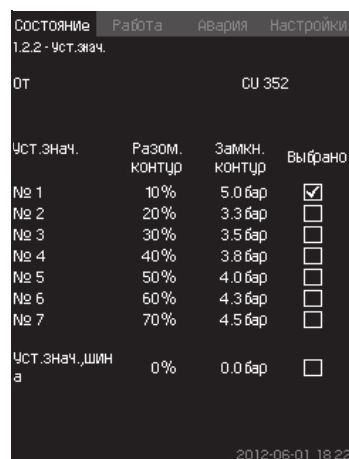 Состояние Работа Авария Настройки
1.2.2 - Уст.знач.
От CU 352
Уст.знач. Разом. контур Замкн. контур Выбрано
№ 1 10% 5.0 бар
№ 2 20% 3.3 бар
№ 3 30% 3.5 бар
№ 4 40% 3.8 бар
№ 5 50% 4.0 бар
№ 6 60% 4.3 бар
№ 7 70% 4.5 бар
Уст.знач.,шин
а 0% 0.0 бар
2012-06-01 18:22